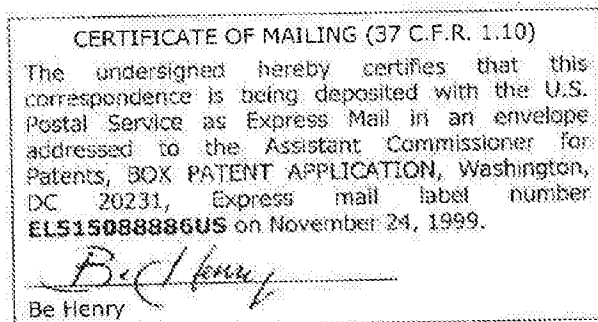 CERTIFICATE OF MAILING (37 C.F.R. 1.10)
The undersigned hereby certifies that this
correspondence is being deposited with the U.S.
Postal Service as Express Mail in an envelope
addressed to the Assistant Commissioner for
Patents, BOX PATENT APPLICATION, Washington,
DC 20231, Express mail label number
EL515088886US on November 24, 1999.
Be Henry
Be Henry